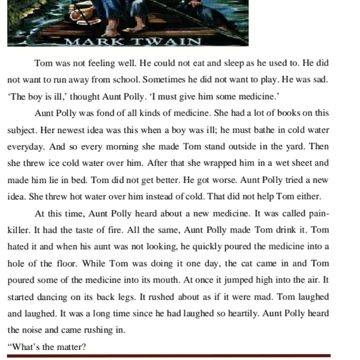 MARK TWAIN
Tom was not feeling well. He could not eat and sleep as he used to. He did
not want to run away from school. Sometimes he did not want to play. He was sad.
‘The boy is ill,’ thought Aunt Polly. ‘I must give him some medicine.’
Aunt Polly was fond of all kinds of medicine. She had a lot of books on this
subject. Her newest idea was this when a boy was ill; he must bathe in cold water
everyday. And so every morning she made Tom stand outside in the yard. Then
she threw ice cold water over him. After that she wrapped him in a wet sheet and
made him lie in bed. Tom did not get better. He got worse. Aunt Polly tried a new
idea. She threw hot water over him instead of cold. That did not help Tom either.
At this time, Aunt Polly heard about a new medicine. It was called pain-
killer. It had the taste of fire. All the same, Aunt Polly made Tom drink it. Tom
hated it and when his aunt was not looking, he quickly poured the medicine into a
hole of the floor. While Tom was doing it one day, the cat came in and Tom
poured some of the medicine into its mouth. At once it jumped high into the air. It
started dancing on its back legs. It rushed about as if it were mad. Tom laughed
and laughed. It was a long time since he had laughed so heartily. Aunt Polly heard
the noise and came rushing in.
“What’s the matter?